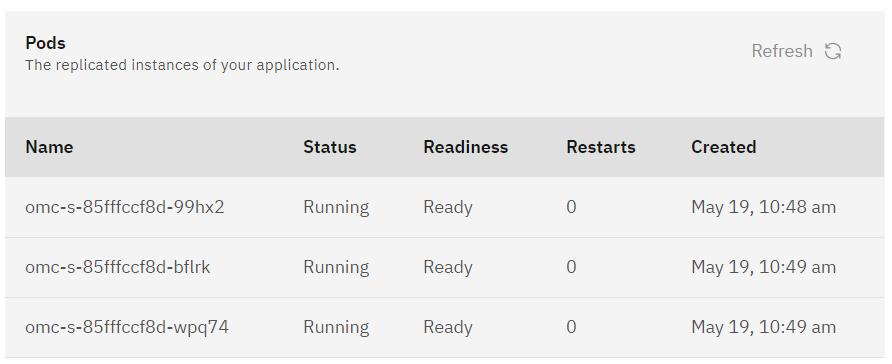 Pods
The replicated instances of your application.
Refresh
Name Status Readiness Restarts Created
omc-s-85fffccf8d-99hx2 Running Ready 0 May 19, 10:48 am
omc-s-85fffccf8d-bflrk Running Ready 0 May 19, 10:49 am
omc-s-85fffccf8d-wpq74 Running Ready 0 May 19, 10:49 am